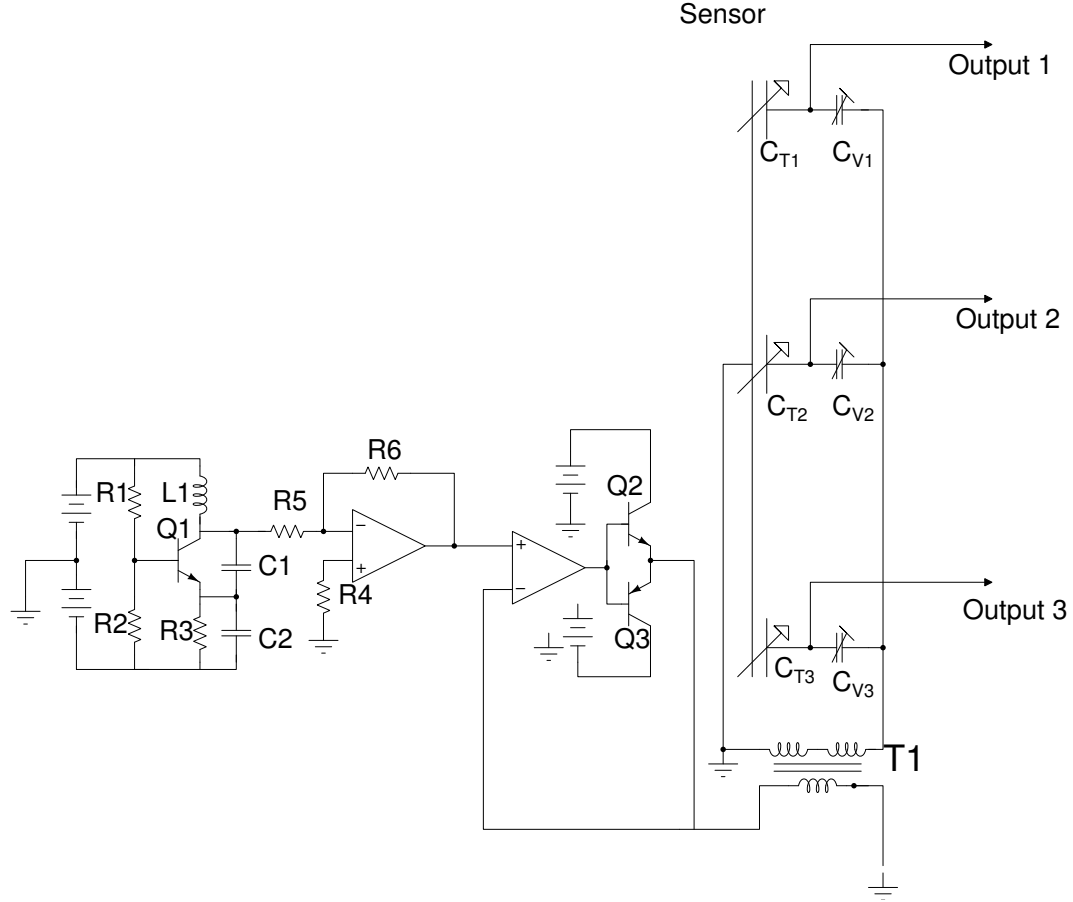 Sensor
Output 1
C_T1
C_V1
Output 2
C_T2
C_V2
R6
R1
L1
R5
Q2
Q1
+
−
−
+
C1
R4
R2
R3
C2
Q3
Output 3
C_T3
C_V3
T1